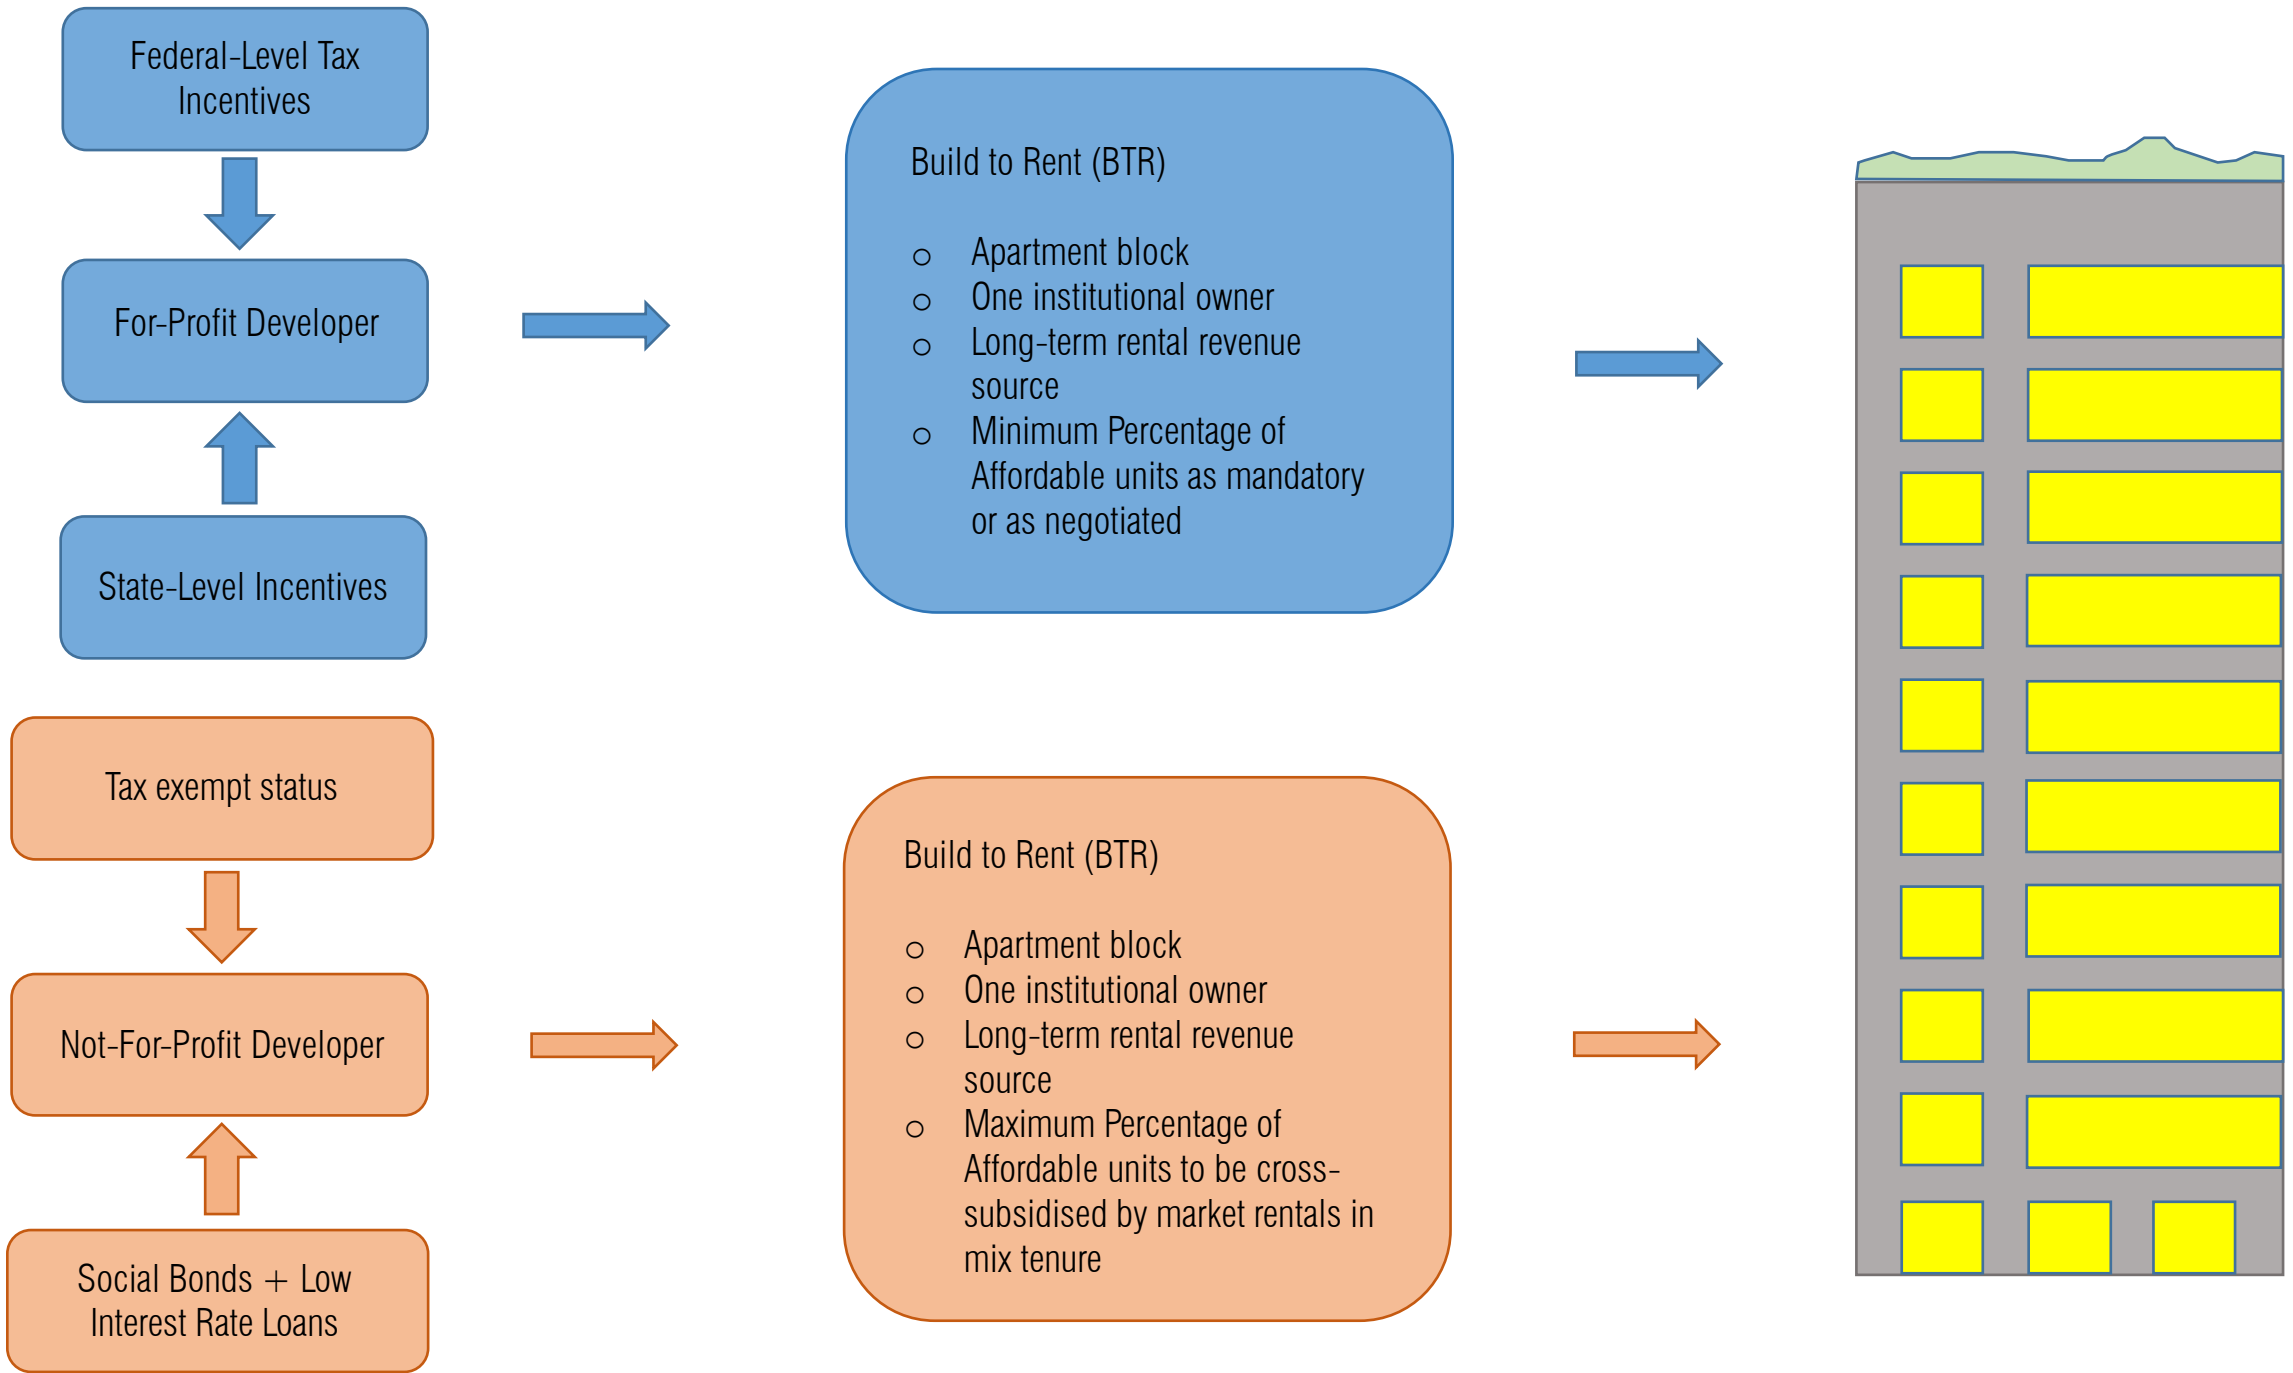 Federal-Level Tax
Incentives
For-Profit Developer
State-Level Incentives
Build to Rent (BTR)
o Apartment block
o One institutional owner
o Long-term rental revenue
source
o Minimum Percentage of
Affordable units as mandatory
or as negotiated
Tax exempt status
Not-For-Profit Developer
Social Bonds + Low
Interest Rate Loans
Build to Rent (BTR)
o Apartment block
o One institutional owner
o Long-term rental revenue
source
o Maximum Percentage of
Affordable units to be cross-
subsidised by market rentals in
mix tenure